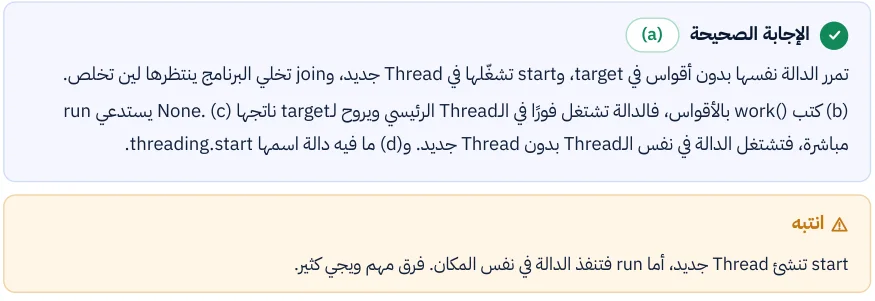 الإجابة الصحيحة (a)
تمرر الدالة نفسها بدون أقواس في target، وstart تشغّلها في Thread جديد، وjoin تخلي البرنامج ينتظرها لين تخلص.
(b) كتب work() بالأقواس، فالدالة تشتغل فورًا في الـThread الرئيسي ويروح لـtarget ناتجها None. (c) يستدعي run
مباشرة، فتشتغل الدالة في نفس الـThread بدون Thread جديد. و(d) ما فيه دالة اسمها threading.start.
انتبه
start تنشئ Thread جديد، أما run فتنفذ الدالة في نفس المكان. فرق مهم ويجي كثير.